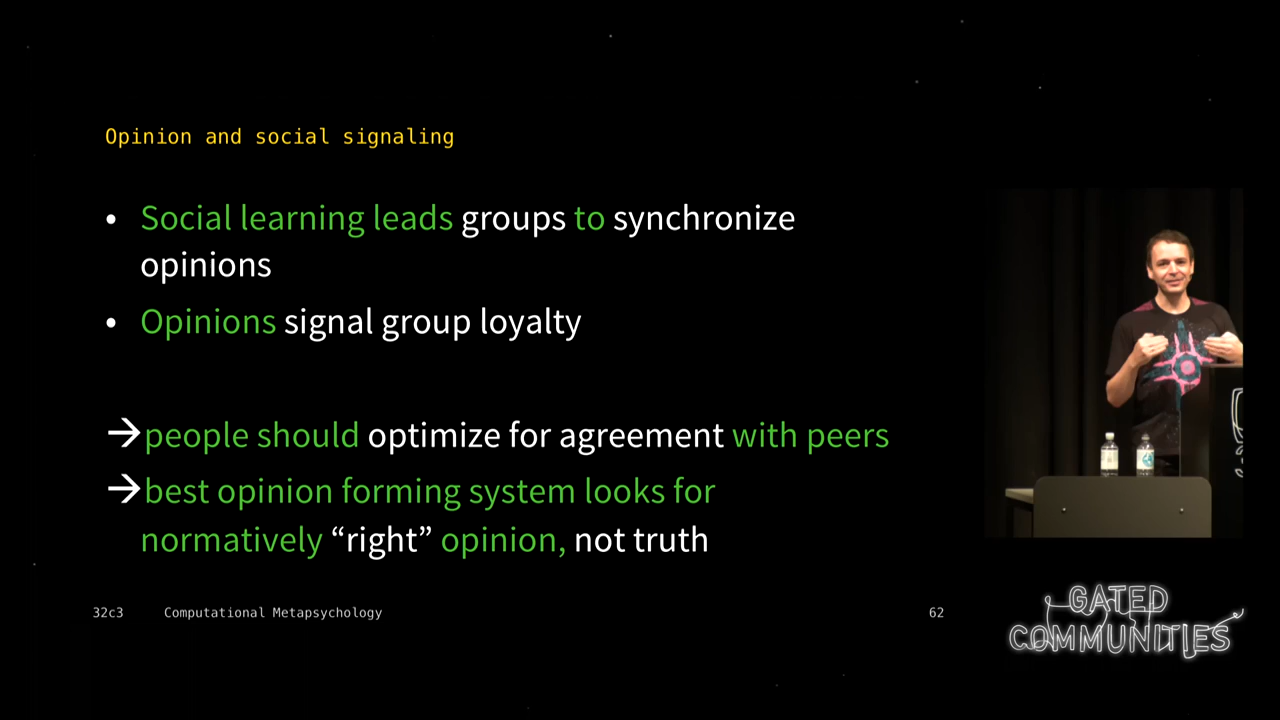 Opinion and social signaling
• Social learning leads groups to synchronize
opinions
• Opinions signal group loyalty
→people should optimize for agreement with peers
→best opinion forming system looks for
normatively “right” opinion, not truth
32c3 Computational Metapsychology 62
GATED
COMMUNITIES